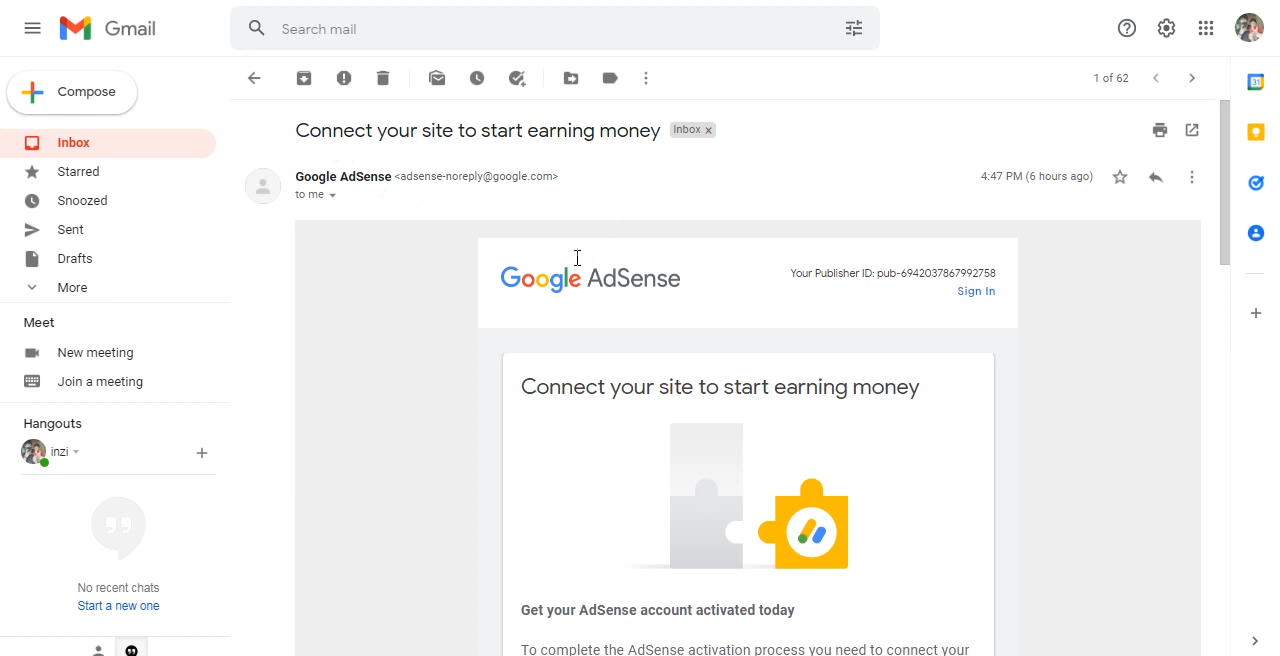 Gmail
Search mail
Compose
1 of 62
Inbox
Starred
Snoozed
Sent
Drafts
More
Meet
New meeting
Join a meeting
Hangouts
inzi
No recent chats
Start a new one
Connect your site to start earning money Inbox x
Google AdSense <adsense-noreply@google.com>
4:47 PM (6 hours ago)
to me
Google AdSense
Your Publisher ID: pub-6942037867992758
Sign In
Connect your site to start earning money
Get your AdSense account activated today
To complete the AdSense activation process you need to connect your
31